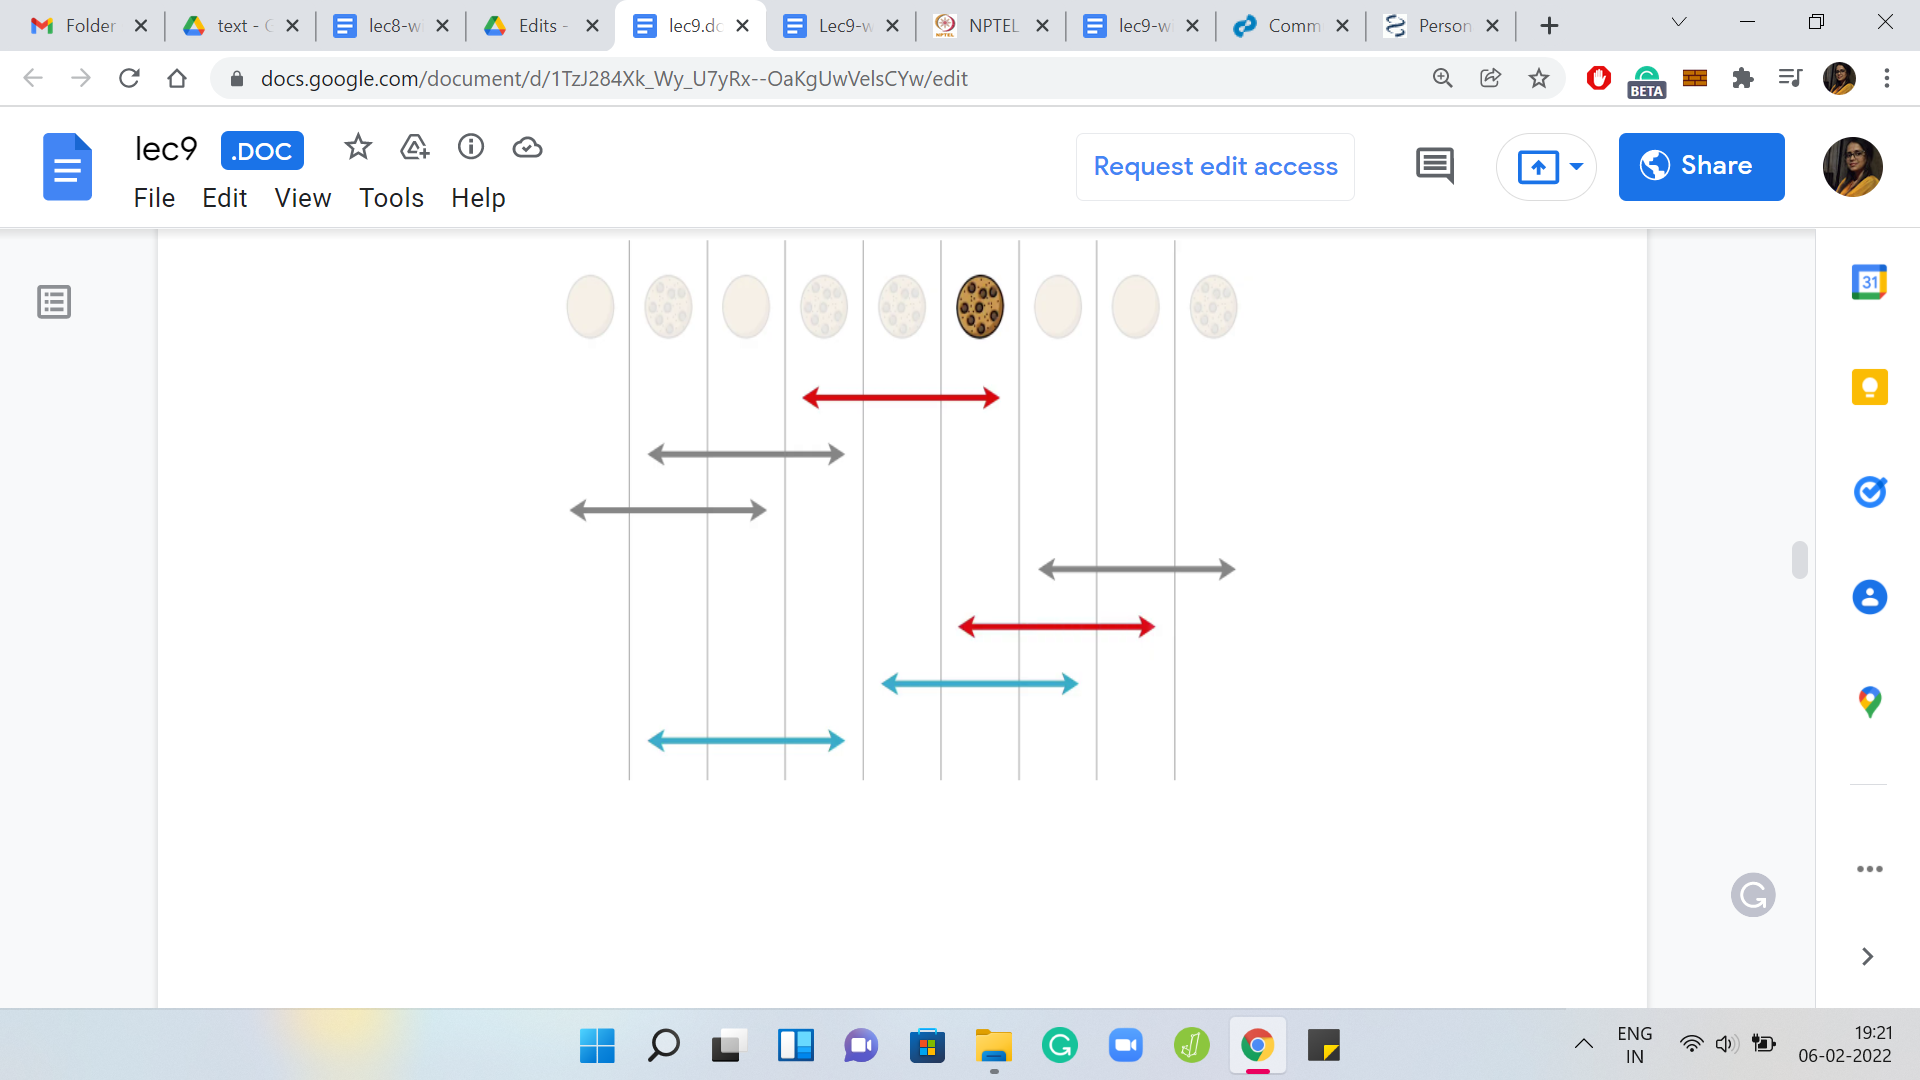 Folder
text - G
lec8-w
Edits -
lec9.dc
Lec9-w
NPTEL
lec9-w
Comm
Person
docs.google.com/document/d/1TzJ284Xk_Wy_U7yRx--OaKgUwVelsCYw/edit
BETA
lec9 .DOC
Request edit access
Share
File Edit View Tools Help
31
ENG
IN
19:21
06-02-2022